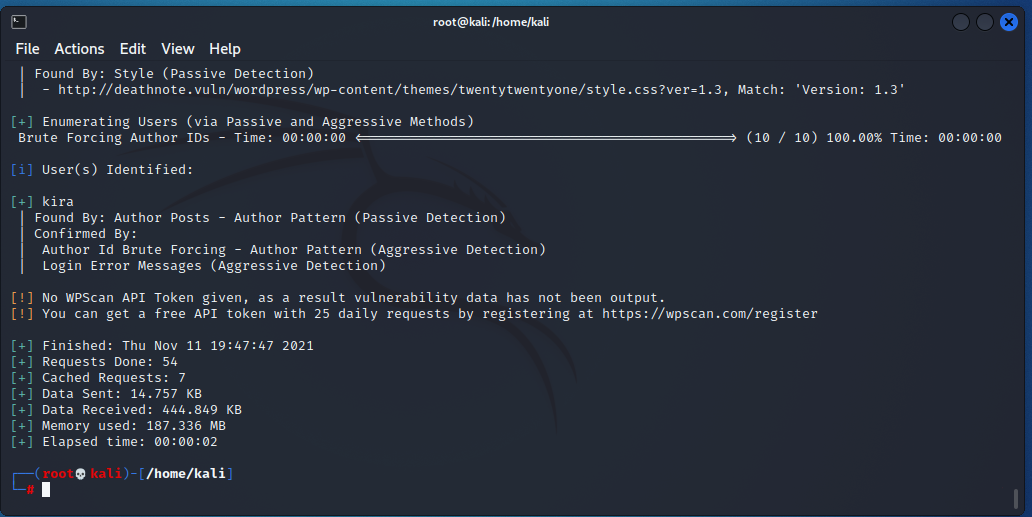 root@kali: /home/kali
File Actions Edit View Help
| Found By: Style (Passive Detection)
|  - http://deathnote.vuln/wordpress/wp-content/themes/twentytwentyone/style.css?ver=1.3, Match: 'Version: 1.3'
[+] Enumerating Users (via Passive and Aggressive Methods)
Brute Forcing Author IDs - Time: 00:00:00 <==============================================> (10 / 10) 100.00% Time: 00:00:00
[i] User(s) Identified:
[+] kira
| Found By: Author Posts - Author Pattern (Passive Detection)
| Confirmed By:
|  Author Id Brute Forcing - Author Pattern (Aggressive Detection)
|  Login Error Messages (Aggressive Detection)
[!] No WPScan API Token given, as a result vulnerability data has not been output.
[!] You can get a free API token with 25 daily requests by registering at https://wpscan.com/register
[+] Finished: Thu Nov 11 19:47:47 2021
[+] Requests Done: 54
[+] Cached Requests: 7
[+] Data Sent: 14.757 KB
[+] Data Received: 444.849 KB
[+] Memory used: 187.336 MB
[+] Elapsed time: 00:00:02
┌──(root💀kali)-[/home/kali]
└─#